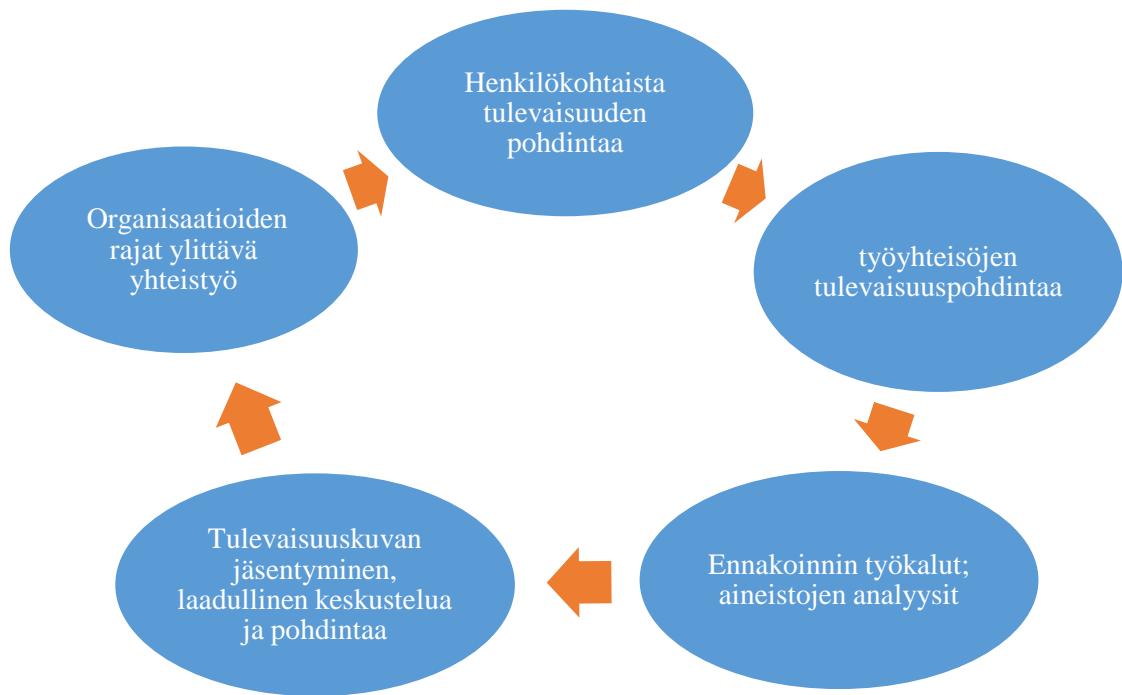 Henkilökohtaista
tulevaisuuden
pohdintaa
työyhteisöjen
tulevaisuuspohdintaa
Ennakoinnin työkalut;
aineistojen analyysit
Tulevaisuuskuvan
jäsentyminen,
laadullinen keskustelua
ja pohdintaa
Organisaatioiden
rajat ylittävä
yhteistyö